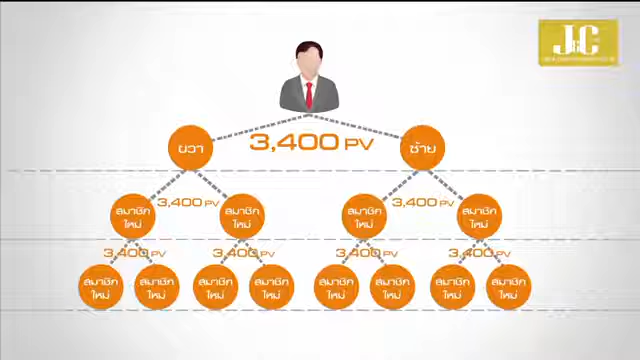 J&C
ขวา
3,400 PV
ซ้าย
สมาชิก
ใหม่
3,400 PV
สมาชิก
ใหม่
สมาชิก
ใหม่
3,400 PV
สมาชิก
ใหม่
3,400 PV
3,400 PV
3,400 PV
3,400 PV
สมาชิก
ใหม่
สมาชิก
ใหม่
สมาชิก
ใหม่
สมาชิก
ใหม่
สมาชิก
ใหม่
สมาชิก
ใหม่
สมาชิก
ใหม่
สมาชิก
ใหม่